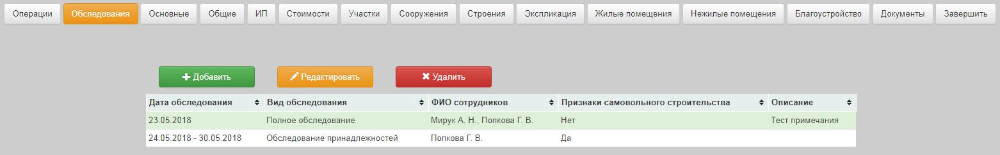 Операции Обследования Основные Общие ИП Стоимости Участки Сооружения Строения Экспликация Жилые помещения Нежилые помещения Благоустройство Документы Завершить
Добавить Редактировать Удалить
Дата обследования Вид обследования ФИО сотрудников Признаки самовольного строительства Описание
23.05.2018 Полное обследование Мирук А. Н., Попкова Г. В. Нет Тест примечания
24.05.2018 - 30.05.2018 Обследование принадлежностей Попкова Г. В. Да